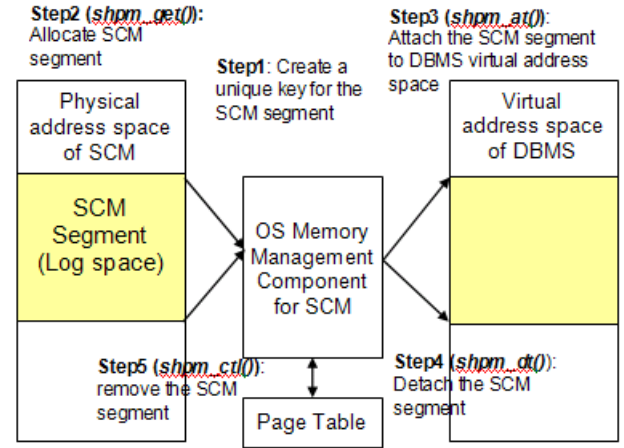 Step2 (shpm_get()):
Allocate SCM
segment
Step1: Create a
unique key for the
SCM segment
Step3 (shpm_at()):
Attach the SCM segment
to DBMS virtual address
space
Physical
address space
of SCM
SCM
Segment
(Log space)
OS Memory
Management
Component
for SCM
Virtual
address space
of DBMS
Step5 (shpm_ctl()):
remove the SCM
segment
Step4 (shpm_dt()):
Detach the SCM
segment
Page Table